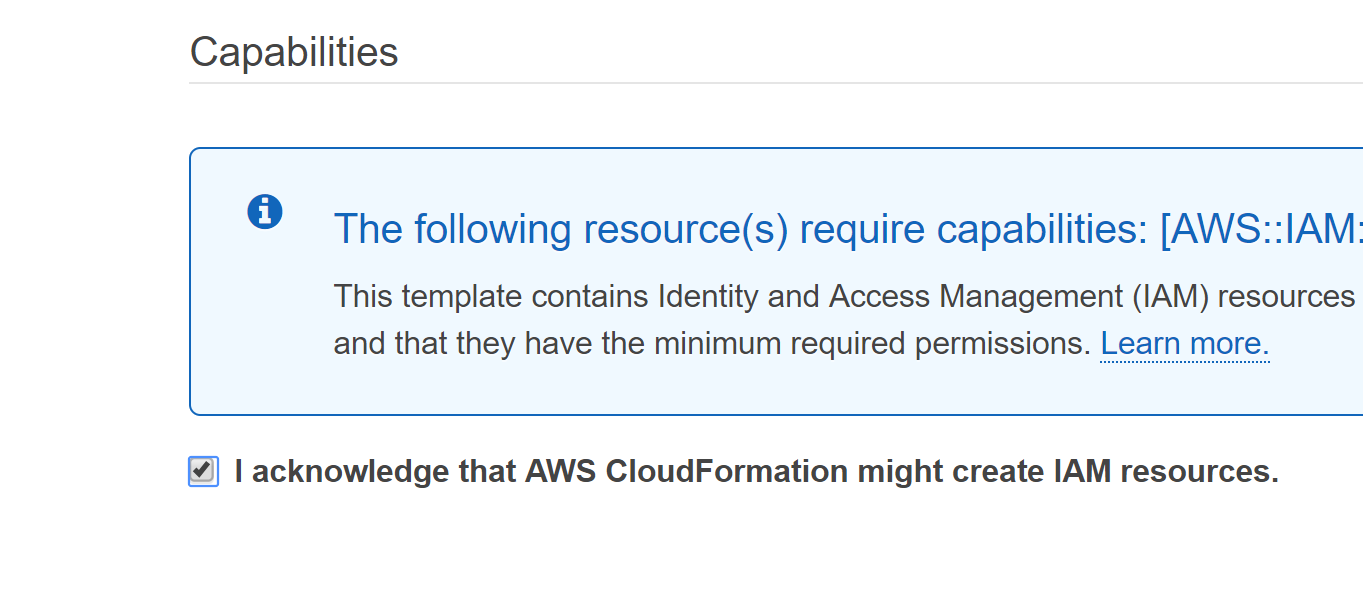 Capabilities
The following resource(s) require capabilities: [AWS::IAM:
This template contains Identity and Access Management (IAM) resources
and that they have the minimum required permissions. Learn more.
I acknowledge that AWS CloudFormation might create IAM resources.